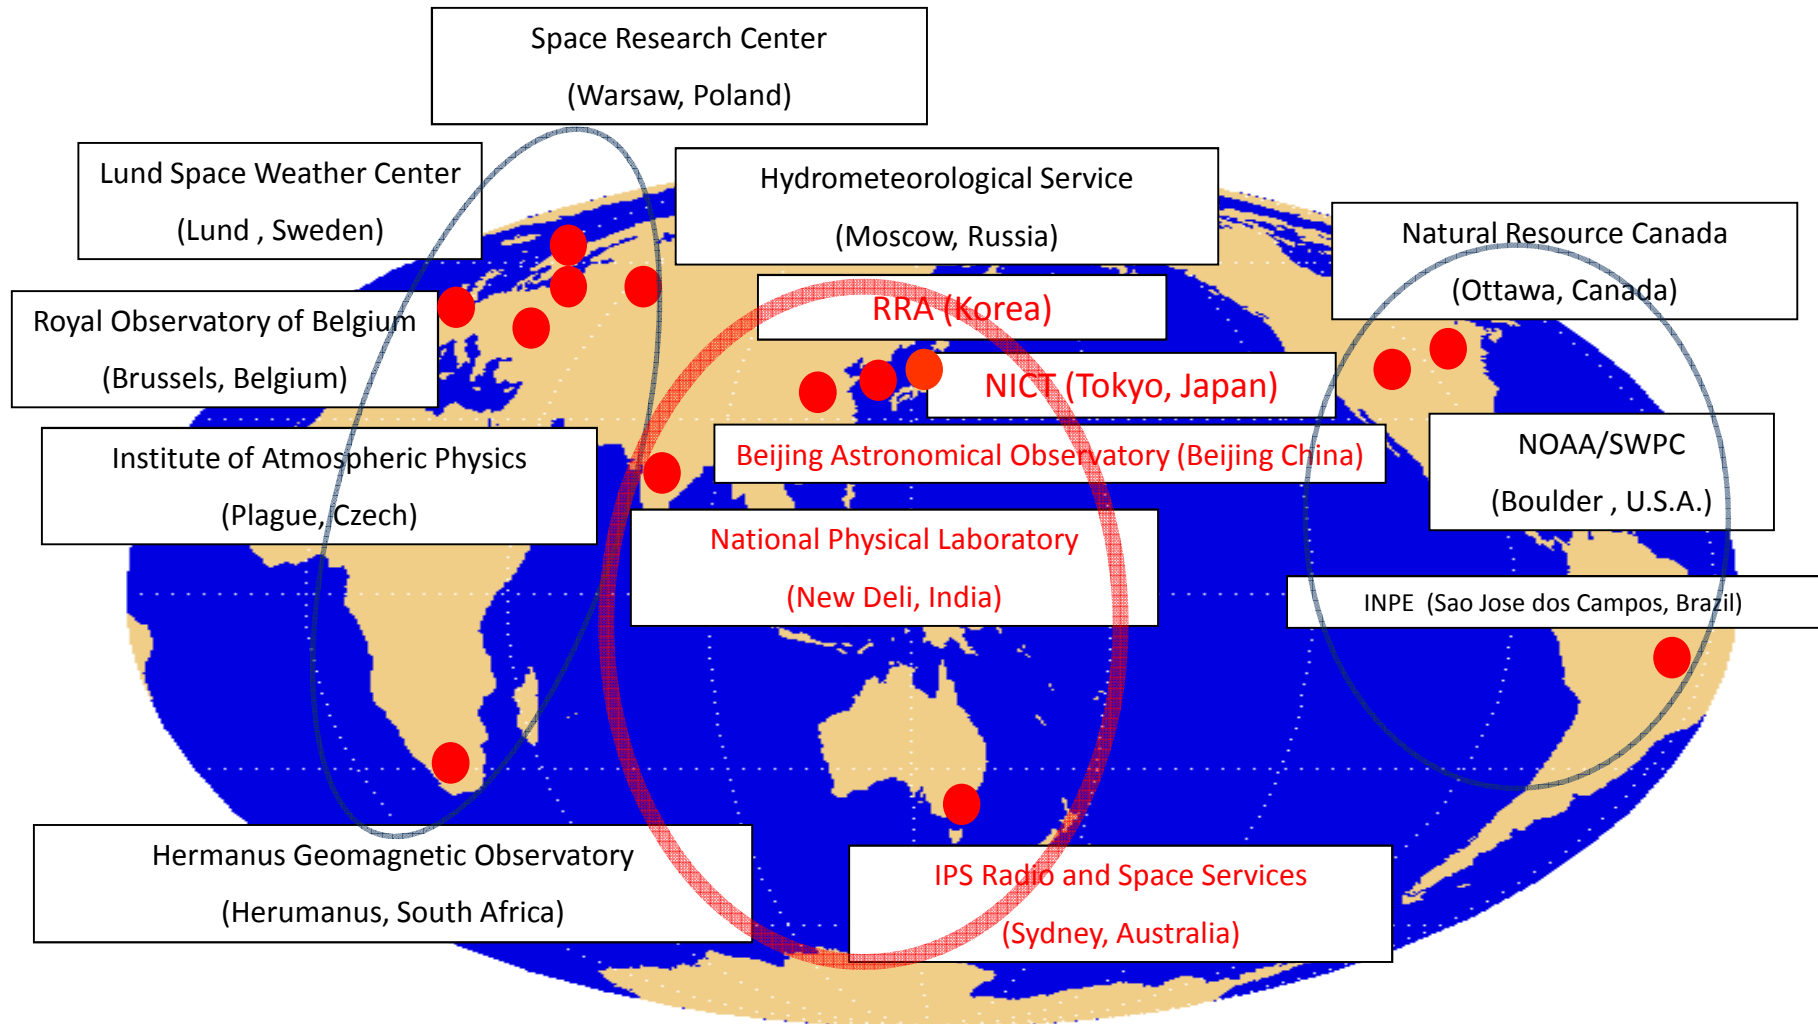 Space Research Center
(Warsaw, Poland)
Lund Space Weather Center
(Lund , Sweden)
Hydrometeorological Service
(Moscow, Russia)
Natural Resource Canada
(Ottawa, Canada)
Royal Observatory of Belgium
(Brussels, Belgium)
RRA (Korea)
NICT (Tokyo, Japan)
Beijing Astronomical Observatory (Beijing China)
Institute of Atmospheric Physics
(Plague, Czech)
NOAA/SWPC
(Boulder , U.S.A.)
National Physical Laboratory
(New Deli, India)
INPE (Sao Jose dos Campos, Brazil)
Hermanus Geomagnetic Observatory
(Herumanus, South Africa)
IPS Radio and Space Services
(Sydney, Australia)